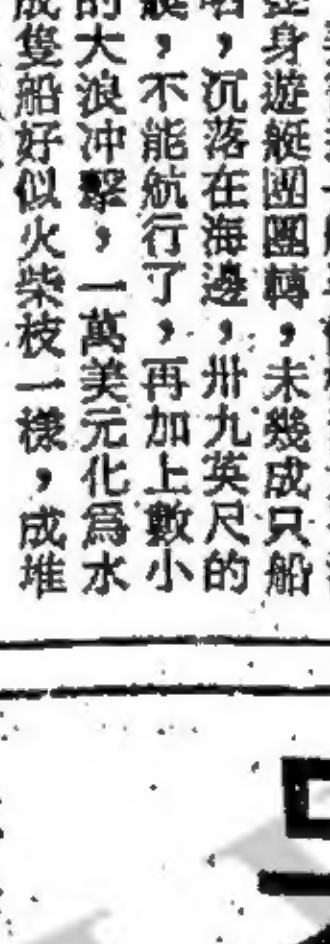 身遊艇團團轉，未幾成只船
，沉落在海邊，卅九英尺的
艇，不能航行了，再加上數小
的大浪冲擊，一萬美元化爲水
成隻船好似火柴枝一樣，成堆